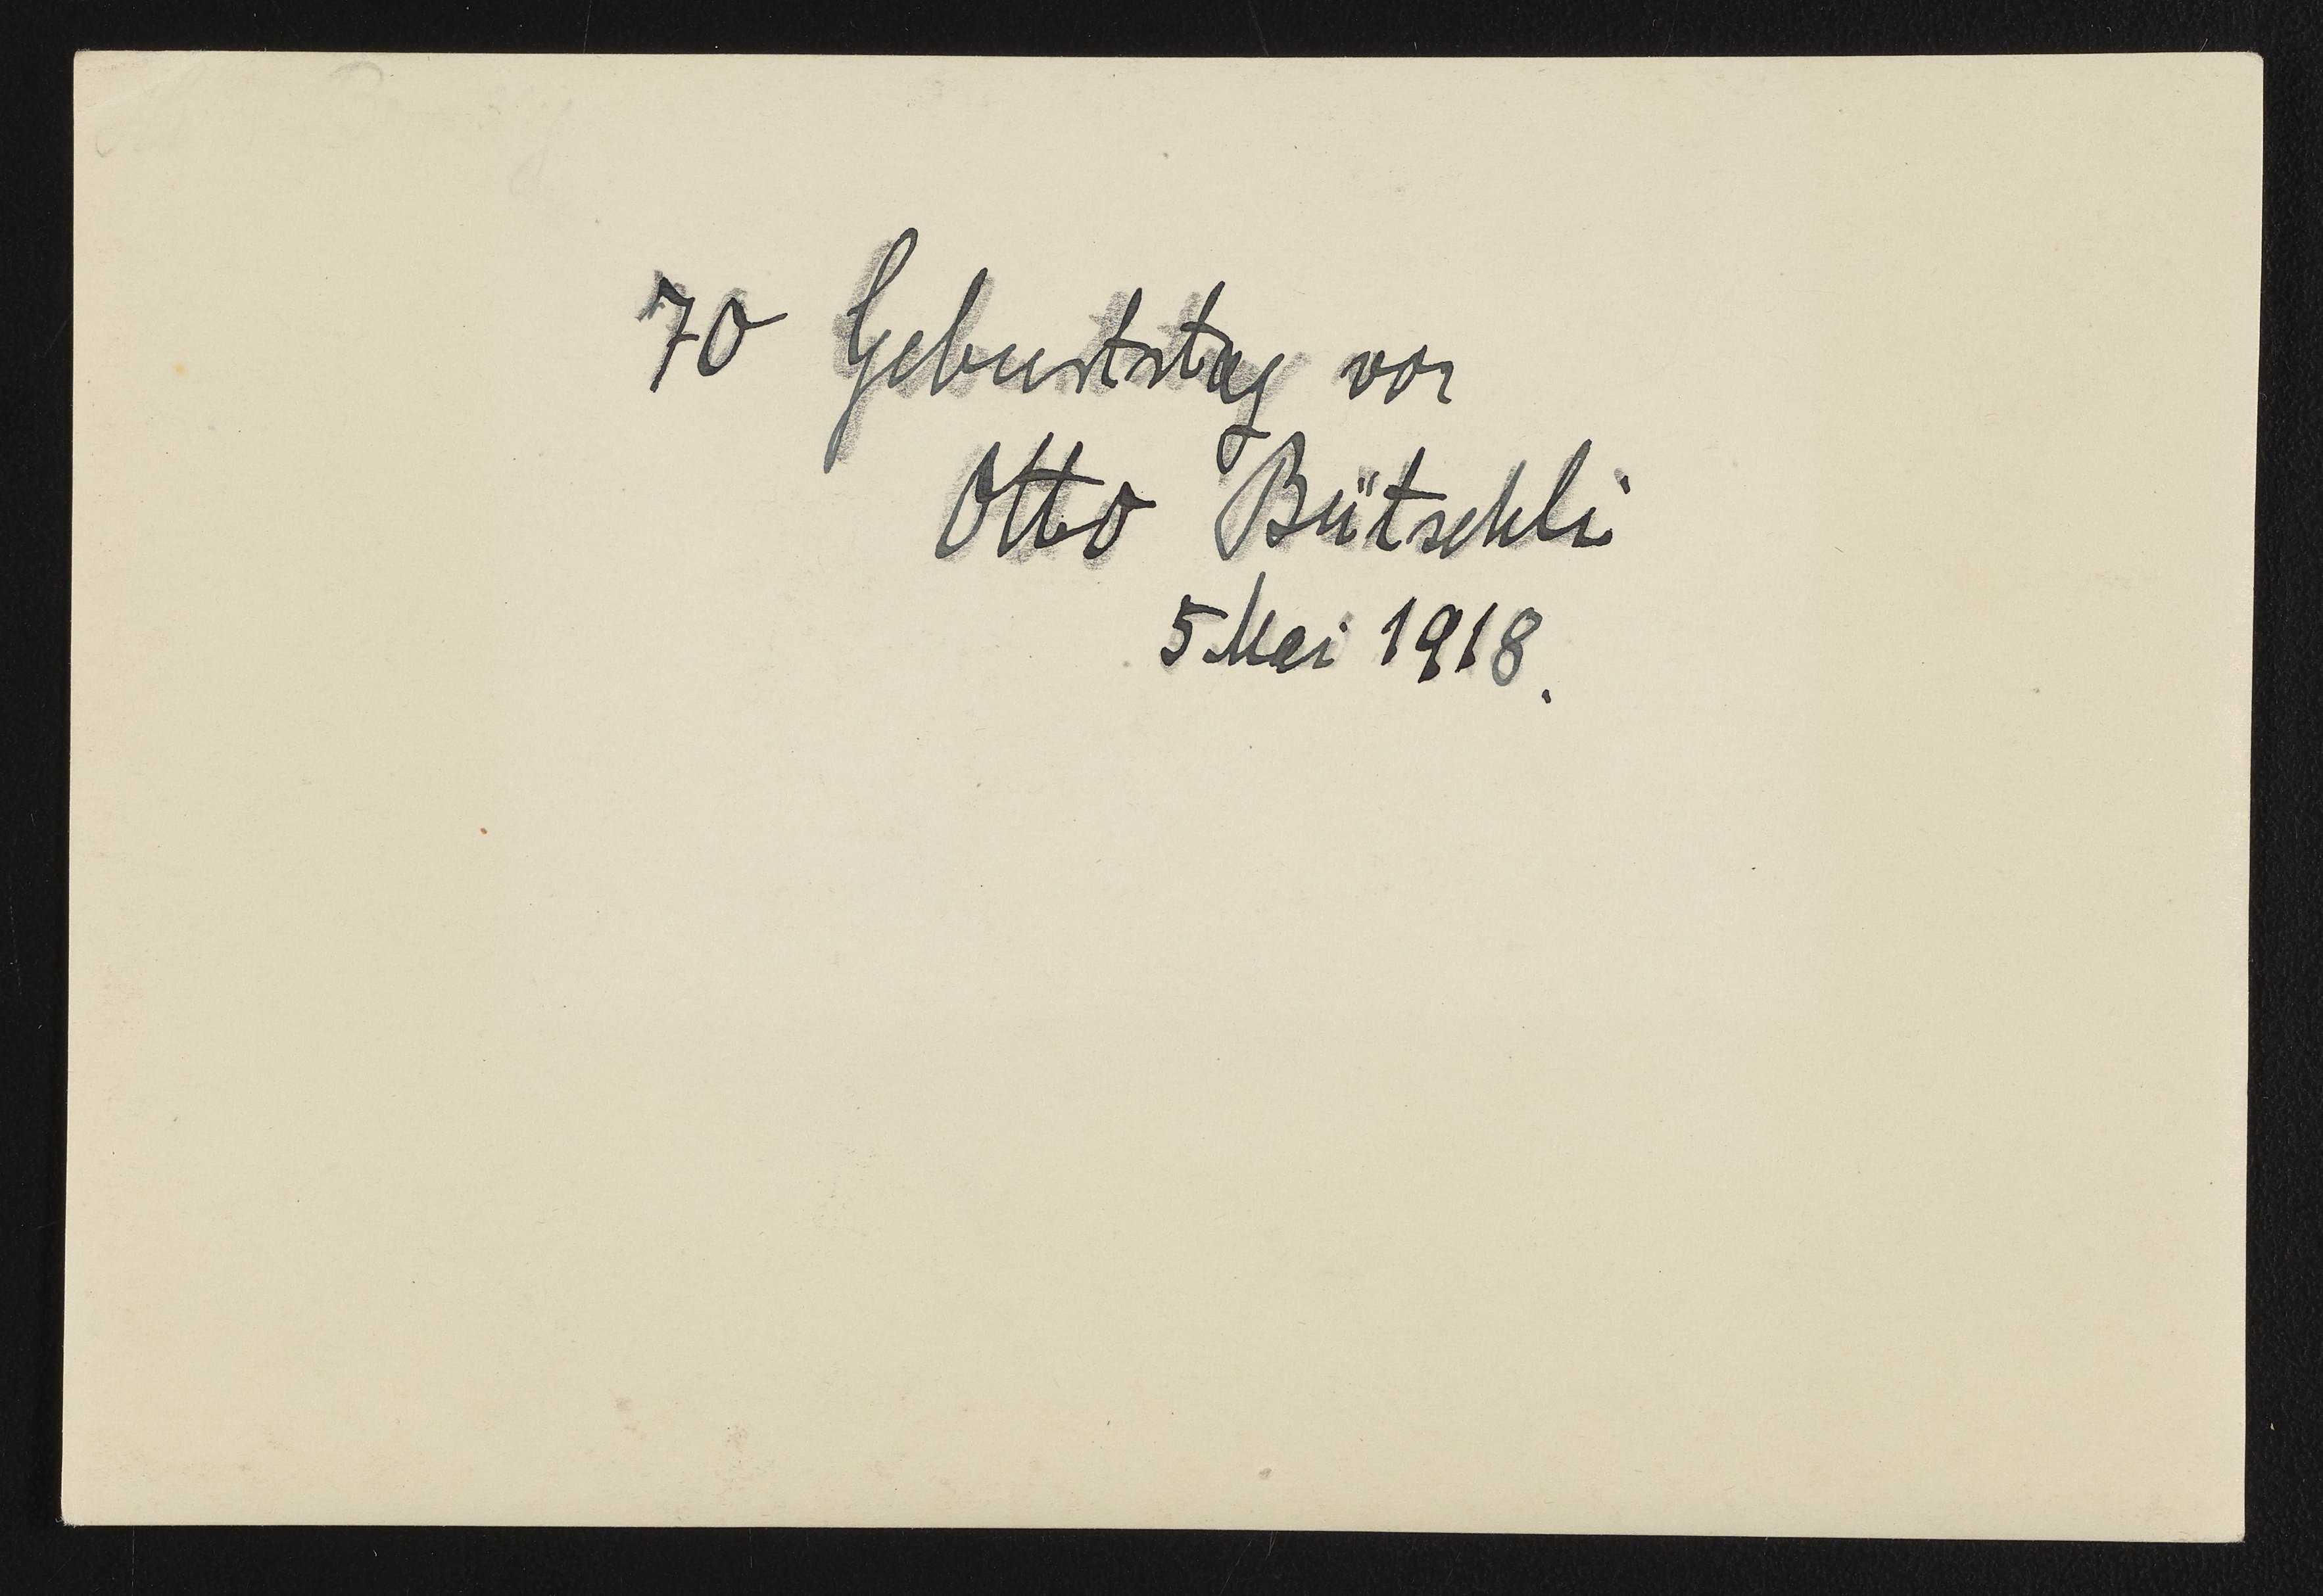 70 Geburtstag von
Otto Bütschli
5 Mai 1918.